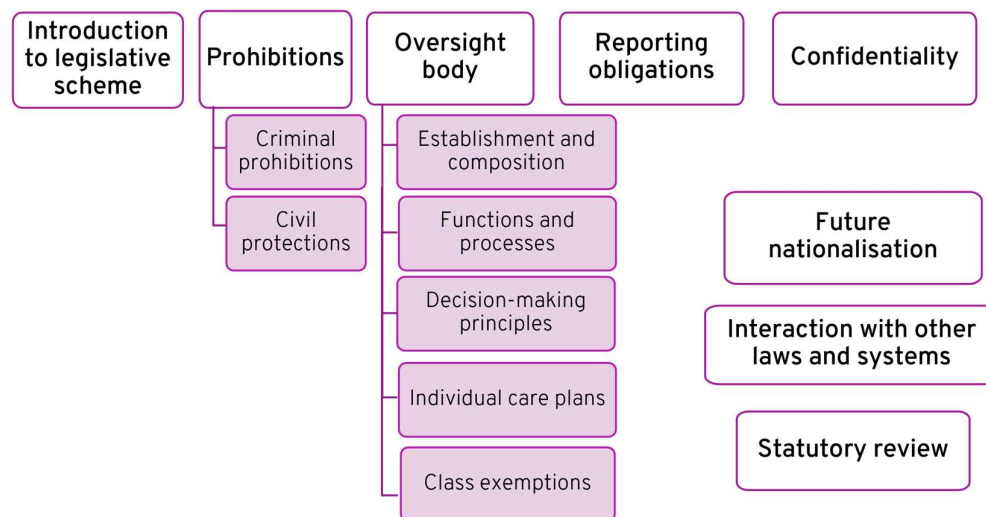 Introduction
to legislative
scheme
Prohibitions
Oversight
body
Reporting
obligations
Confidentiality
Criminal
prohibitions
Civil
protections
Establishment and
composition
Functions and
processes
Decision-making
principles
Individual care plans
Class exemptions
Future
nationalisation
Interaction with other
laws and systems
Statutory review